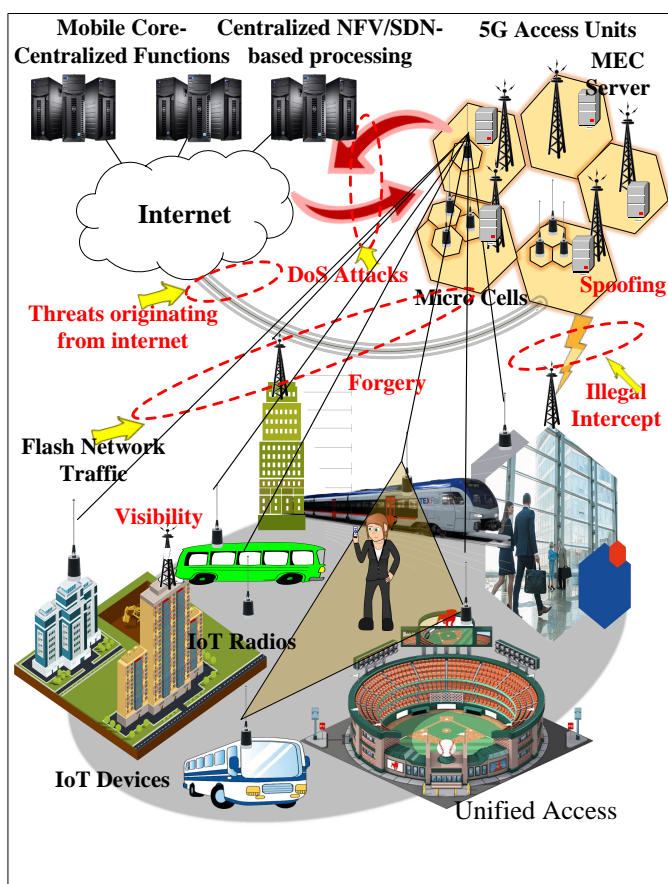 Mobile Core-
Centralized Functions
Centralized NFV/SDN-
based processing
5G Access Units
MEC
Server
Internet
DoS Attacks
Micro Cells
Spoofing
Threats originating
from internet
Forgery
Illegal
Intercept
Flash Network
Traffic
Visibility
IoT Radios
IoT Devices
Unified Access